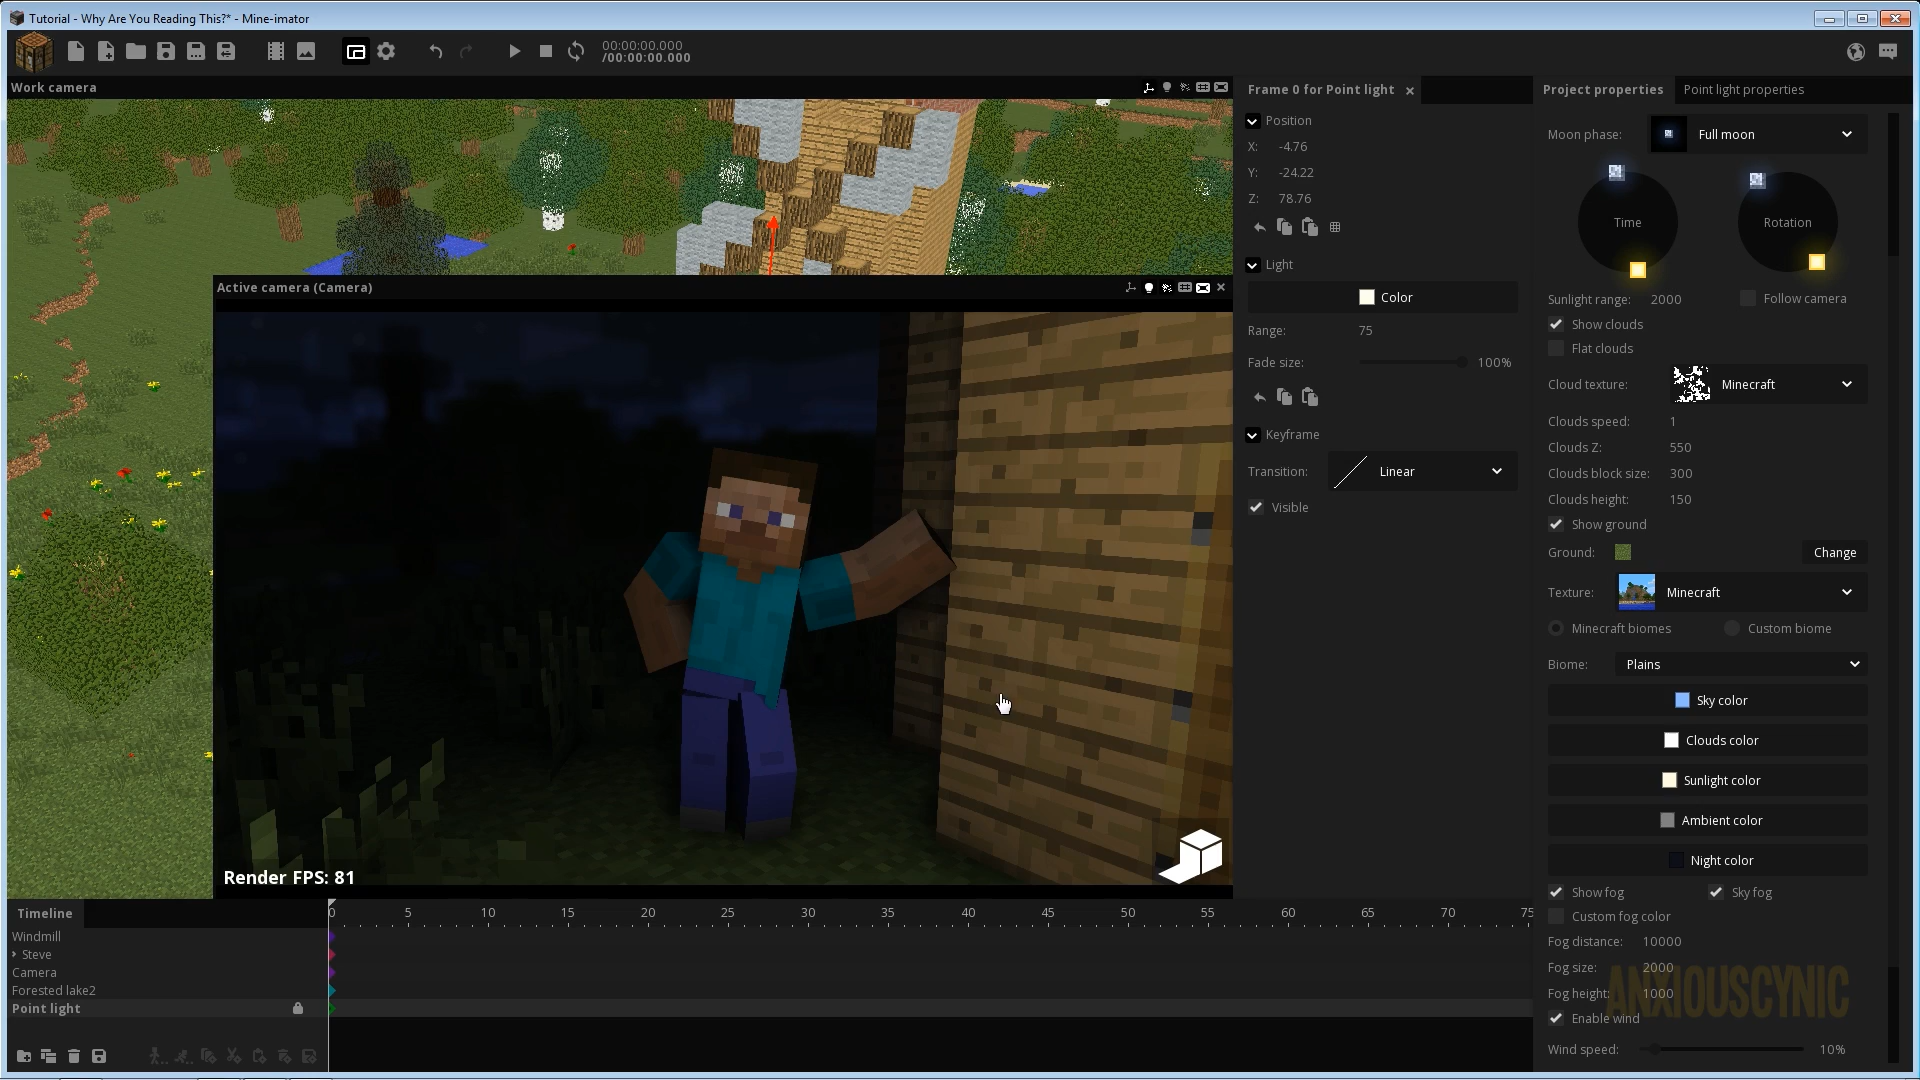 Tutorial - Why Are You Reading This?* - Mine-imator
00:00:00.000
/00:00:00.000
Work camera
Active camera (Camera)
Render FPS: 81
Frame 0 for Point light
Position
X: -4.76
Y: -24.22
Z: 78.76
Light
Color
Range: 75
Fade size: 100%
Keyframe
Transition: Linear
Visible
Project properties Point light properties
Moon phase: Full moon
Time Rotation
Sunlight range: 2000 Follow camera
Show clouds
Flat clouds
Cloud texture: Minecraft
Clouds speed: 1
Clouds Z: 550
Clouds block size: 300
Clouds height: 150
Show ground
Ground: Change
Texture: Minecraft
Minecraft biomes Custom biome
Biome: Plains
Sky color
Clouds color
Sunlight color
Ambient color
Night color
Show fog Sky fog
Custom fog color
Fog distance: 10000
Fog size: 2000
Fog height: 1000
Enable wind
Wind speed: 10%
ANXIOUSCYNIC
Timeline
0 5 10 15 20 25 30 35 40 45 50 55 60 65 70 75
Windmill
Steve
Camera
Forested lake2
Point light